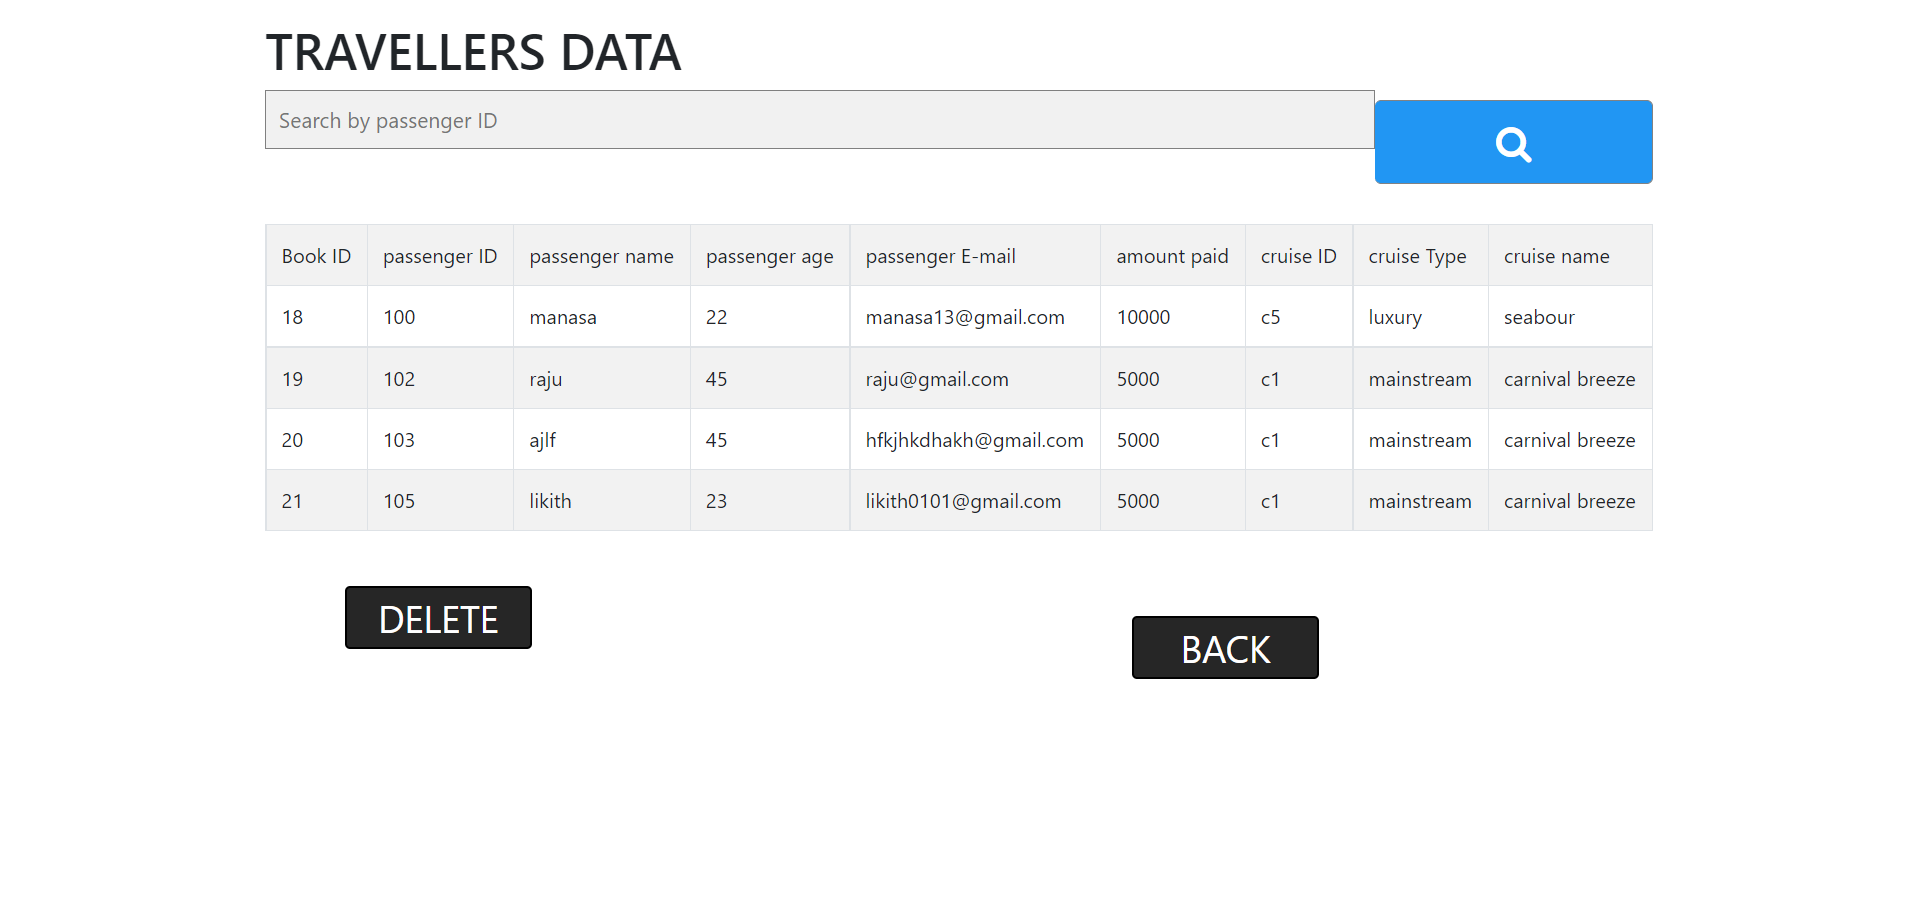 TRAVELLERS DATA
Search by passenger ID
Book ID passenger ID passenger name passenger age passenger E-mail amount paid cruise ID cruise Type cruise name
18 100 manasa 22 manasa13@gmail.com 10000 c5 luxury seabour
19 102 raju 45 raju@gmail.com 5000 c1 mainstream carnival breeze
20 103 ajlf 45 hfkjhkdhakh@gmail.com 5000 c1 mainstream carnival breeze
21 105 likith 23 likith0101@gmail.com 5000 c1 mainstream carnival breeze
DELETE
BACK